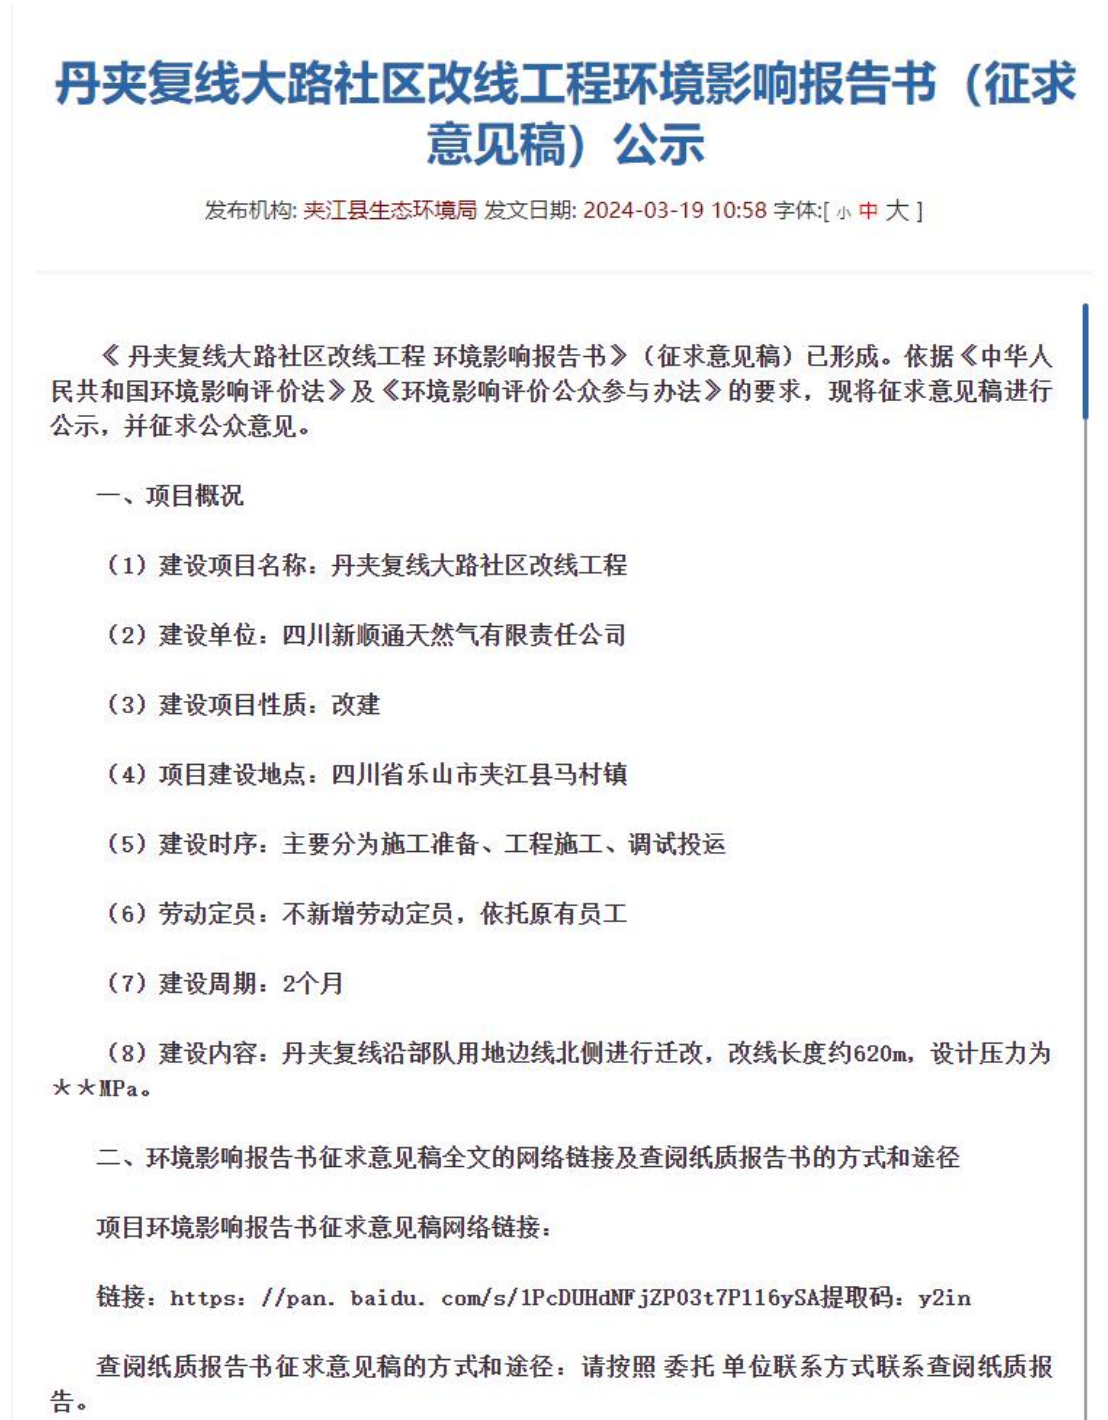 丹夹复线大路社区改线工程环境影响报告书（征求
意见稿）公示
发布机构: 夹江县生态环境局 发文日期: 2024-03-19 10:58 字体:[ 小 中 大 ]
《 丹夹复线大路社区改线工程 环境影响报告书》（征求意见稿）已形成。依据《中华人
民共和国环境影响评价法》及《环境影响评价公众参与办法》的要求，现将征求意见稿进行
公示，并征求公众意见。
一、项目概况
（1）建设项目名称：丹夹复线大路社区改线工程
（2）建设单位：四川新顺通天然气有限责任公司
（3）建设项目性质：改建
（4）项目建设地点：四川省乐山市夹江县马村镇
（5）建设时序：主要分为施工准备、工程施工、调试投运
（6）劳动定员：不新增劳动定员，依托原有员工
（7）建设周期：2个月
（8）建设内容：丹夹复线沿部队用地边线北侧进行迁改，改线长度约620m，设计压力为
＊＊MPa。
二、环境影响报告书征求意见稿全文的网络链接及查阅纸质报告书的方式和途径
项目环境影响报告书征求意见稿网络链接：
链接：https：//pan. baidu. com/s/1PcDUHdNFjZP03t7P116ySA提取码：y2in
查阅纸质报告书征求意见稿的方式和途径：请按照 委托 单位联系方式联系查阅纸质报
告。